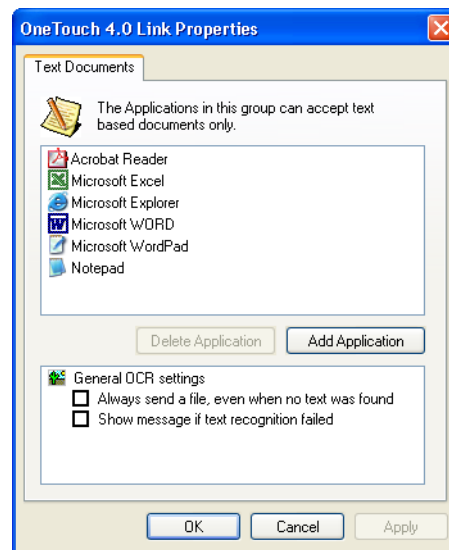 OneTouch 4.0 Link Properties
Text Documents
The Applications in this group can accept text
based documents only.
Acrobat Reader
Microsoft Excel
Microsoft Explorer
Microsoft WORD
Microsoft WordPad
Notepad
Delete Application Add Application
General OCR settings
Always send a file, even when no text was found
Show message if text recognition failed
OK Cancel Apply